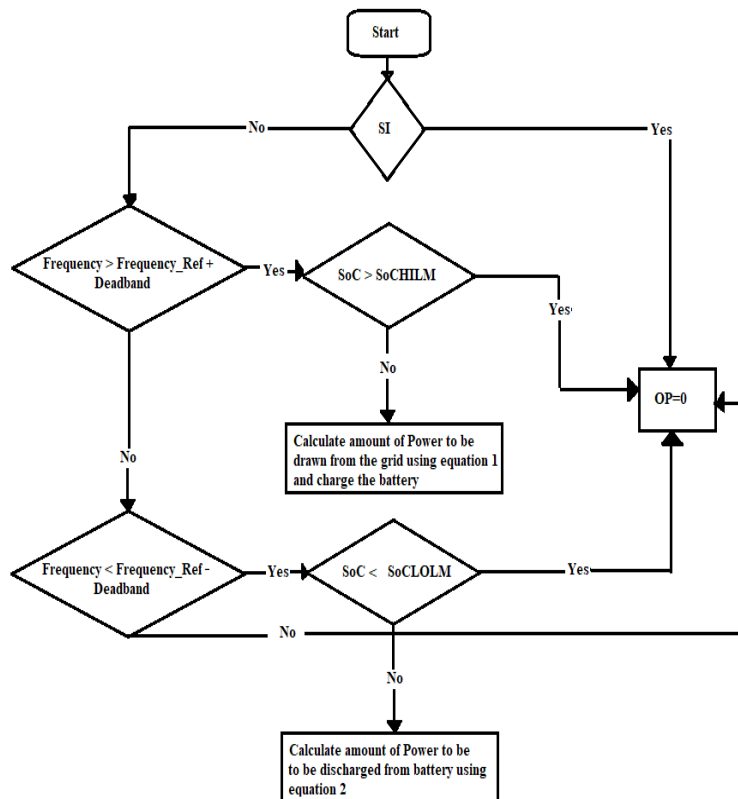 Start
SI
No
Yes
Frequency > Frequency_Ref +
Deadband
Yes
SoC > SoCHILM
Yes
No
OP=0
Calculate amount of Power to be
drawn from the grid using equation 1
and charge the battery
No
Frequency < Frequency_Ref -
Deadband
Yes
SoC < SoCLOLM
Yes
No
No
Calculate amount of Power to be
to be discharged from battery using
equation 2